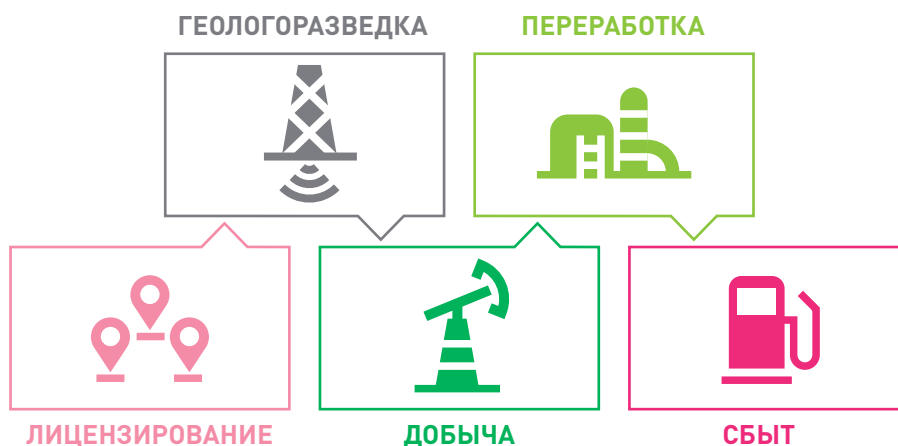 ГЕОЛОГОРАЗВЕДКА
ПЕРЕРАБОТКА
ЛИЦЕНЗИРОВАНИЕ
ДОБЫЧА
СБЫТ